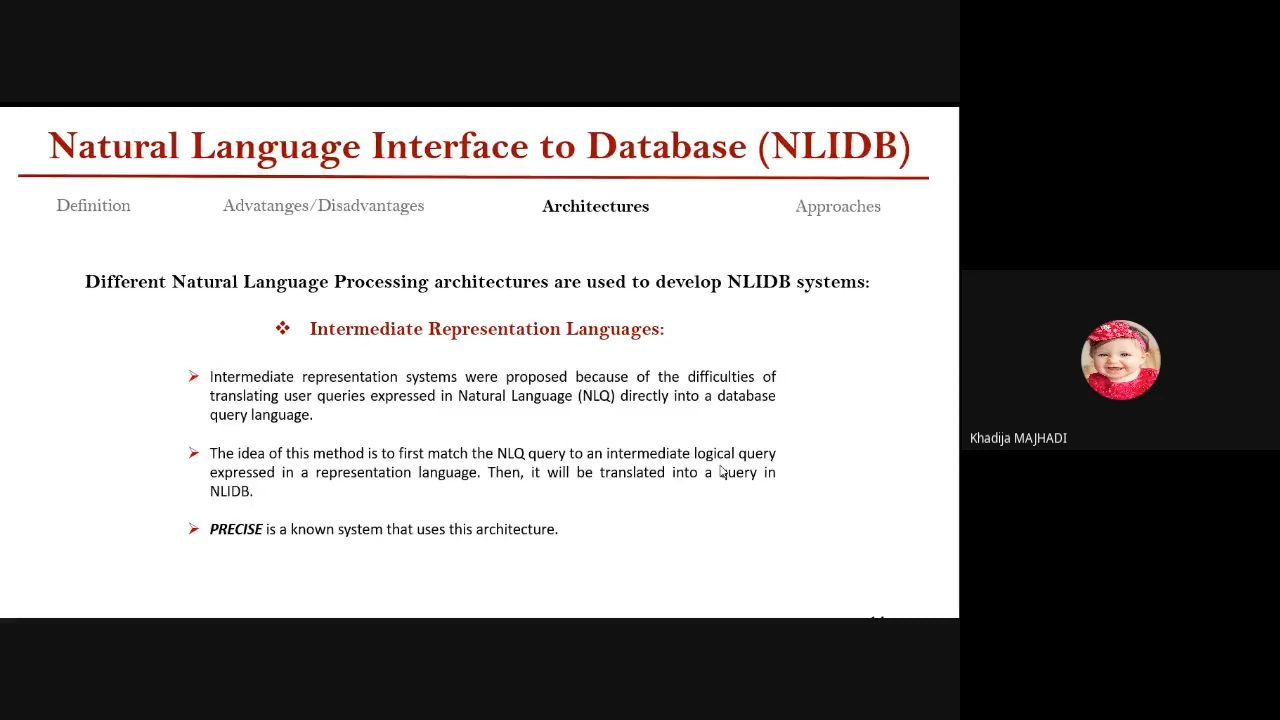 Natural Language Interface to Database (NLIDB)
Definition Advatanges/Disadvantages Architectures Approaches
Different Natural Language Processing architectures are used to develop NLIDB systems:
❖ Intermediate Representation Languages:
➢ Intermediate representation systems were proposed because of the difficulties of
translating user queries expressed in Natural Language (NLQ) directly into a database
query language.
➢ The idea of this method is to first match the NLQ query to an intermediate logical query
expressed in a representation language. Then, it will be translated into a query in
NLIDB.
➢ PRECISE is a known system that uses this architecture.
Khadija MAJHADI